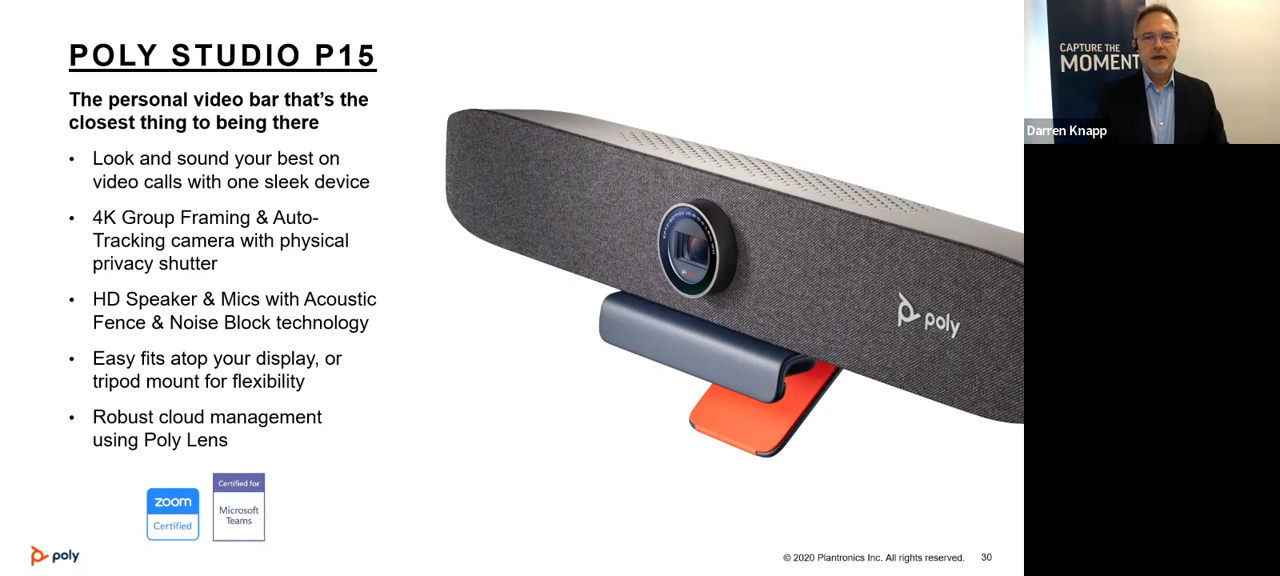 POLY STUDIO P15
The personal video bar that’s the
closest thing to being there
• Look and sound your best on
video calls with one sleek device
• 4K Group Framing & Auto-
Tracking camera with physical
privacy shutter
• HD Speaker & Mics with Acoustic
Fence & Noise Block technology
• Easy fits atop your display, or
tripod mount for flexibility
• Robust cloud management
using Poly Lens
zoom
Certified
Certified for
Microsoft
Teams
poly
poly
© 2020 Plantronics Inc. All rights reserved. 30
CAPTURE THE
MOMENT
Darren Knapp